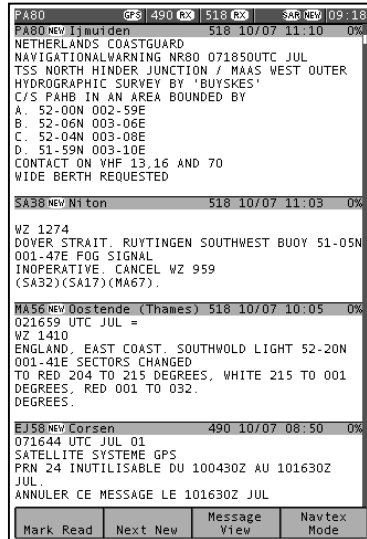 PA80 GPS 490 RX 518 RX SAR NEW 09:18
PA80 NEW Ijmuiden 518 10/07 11:10 0%
NETHERLANDS COASTGUARD
NAVIGATIONALWARNING NR80 071850UTC JUL
TSS NORTH HINDER JUNCTION / MAAS WEST OUTER
HYDROGRAPHIC SURVEY BY 'BUYSKES'
C/S PAHB IN AN AREA BOUNDED BY
A. 52-00N 002-59E
B. 52-06N 003-06E
C. 52-04N 003-08E
D. 51-59N 003-10E
CONTACT ON VHF 13,16 AND 70
WIDE BERTH REQUESTED
SA38 NEW Niton 518 10/07 11:03 0%
WZ 1274
DOVER STRAIT. RUYTINGEN SOUTHWEST BUOY 51-05N
001-47E FOG SIGNAL
INOPERATIVE. CANCEL WZ 959
(SA32)(SA17)(MA67).
MA56 NEW Oostende (Thames) 518 10/07 10:05 0%
021659 UTC JUL =
WZ 1410
ENGLAND, EAST COAST. SOUTHWOLD LIGHT 52-20N
001-41E SECTORS CHANGED
TO RED 204 TO 215 DEGREES, WHITE 215 TO 001
DEGREES, RED 001 TO 032.
DEGREES.
EJ58 NEW Corsen 490 10/07 08:50 0%
071644 UTC JUL 01
SATELLITE SYSTEME GPS
PRN 24 INUTILISABLE DU 100430Z AU 101630Z
JUL.
ANNULER CE MESSAGE LE 101630Z JUL
Mark Read
Next New
Message View
Navtex Mode